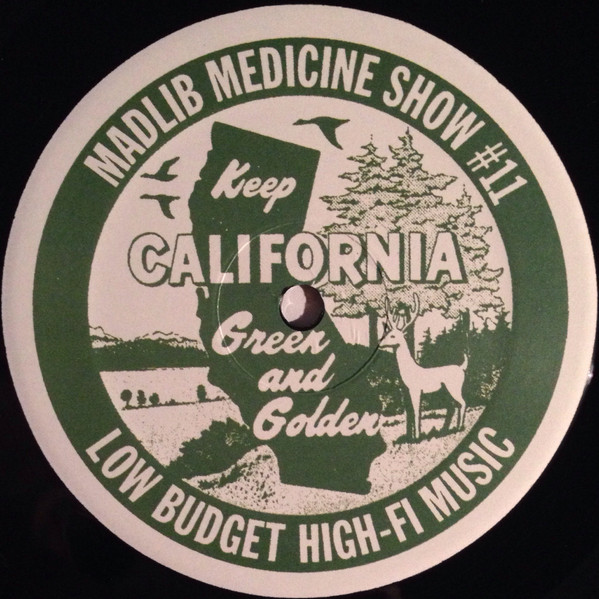 MADLIB MEDICINE SHOW #11
Keep
CALIFORNIA
Green
and
Golden
LOW BUDGET HIGH-FI MUSIC